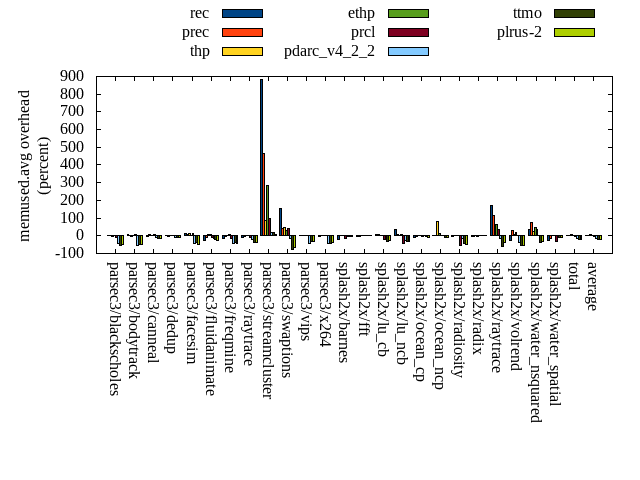 rec
prec
thp
ethp
prcl
pdarc_v4_2_2
ttmo
plrus-2
memused.avg overhead
(percent)
900
800
700
600
500
400
300
200
100
0
-100
parsec3/blackscholes
parsec3/bodytrack
parsec3/canneal
parsec3/dedup
parsec3/facesim
parsec3/fluidanimate
parsec3/freqmine
parsec3/raytrace
parsec3/streamcluster
parsec3/swaptions
parsec3/vips
parsec3/x264
splash2x/barnes
splash2x/fft
splash2x/lu_cb
splash2x/lu_ncb
splash2x/ocean_cp
splash2x/ocean_ncp
splash2x/radiosity
splash2x/radix
splash2x/raytrace
splash2x/volrend
splash2x/water_nsquared
splash2x/water_spatial
total
average